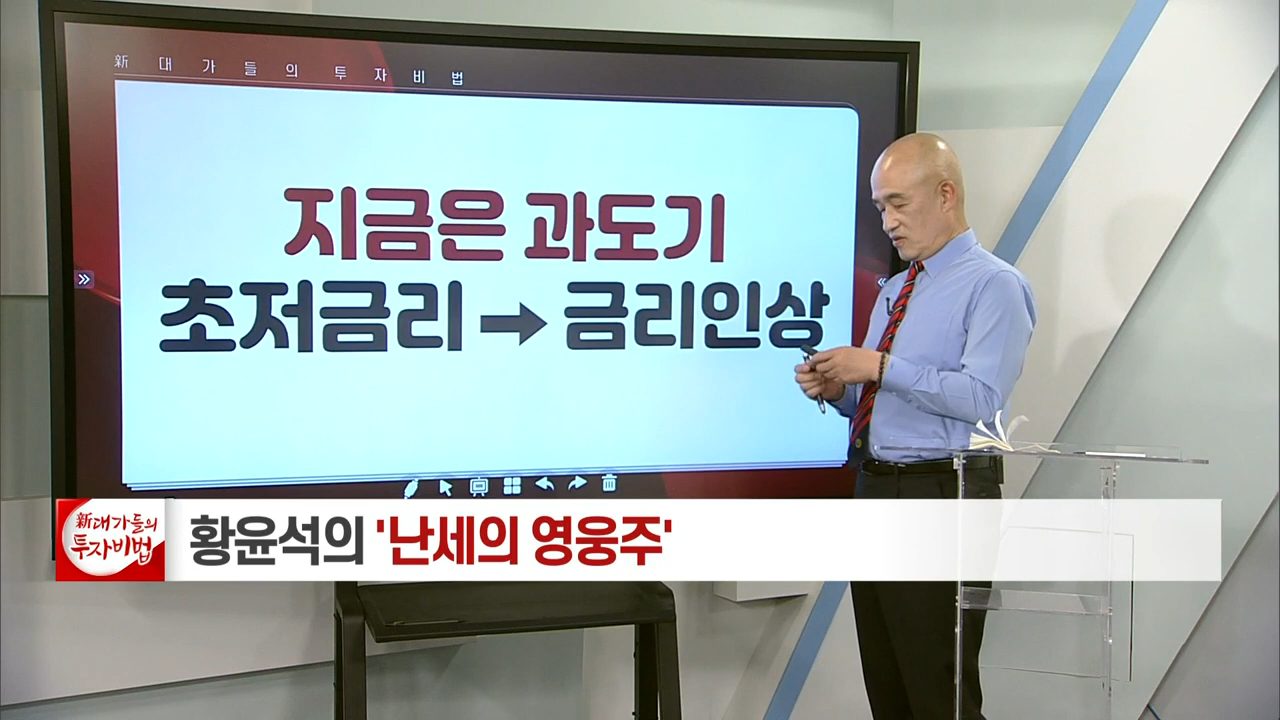 新 대가들의 투자비법
지금은 과도기
초저금리 → 금리인상
新대가들의
투자비법
황윤석의 '난세의 영웅주'